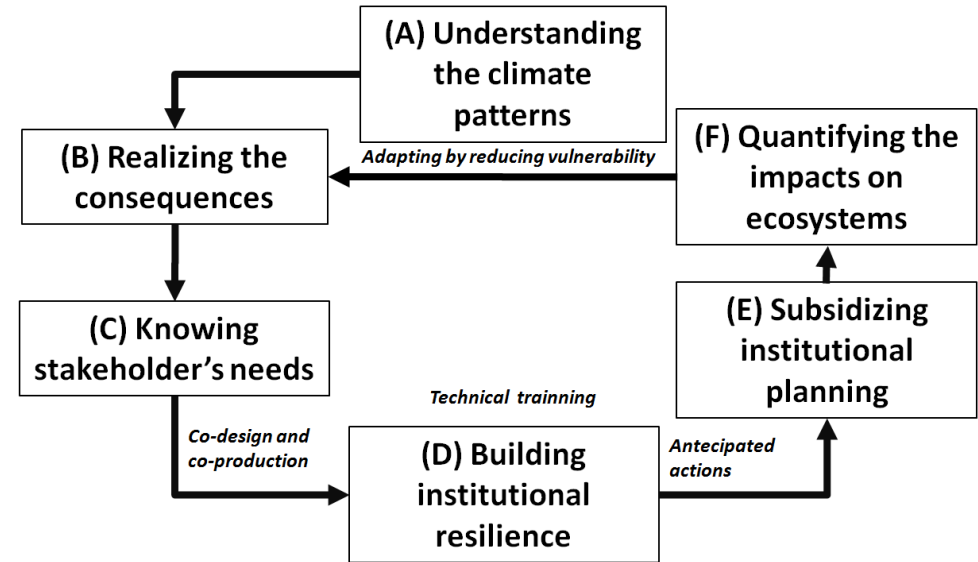 (A) Understanding
the climate
patterns
(B) Realizing the
consequences
Adapting by reducing vulnerability
(F) Quantifying the
impacts on
ecosystems
(C) Knowing
stakeholder’s needs
(E) Subsidizing
institutional
planning
Technical trainning
Co-design and
co-production
(D) Building
institutional
resilience
Antecipated
actions